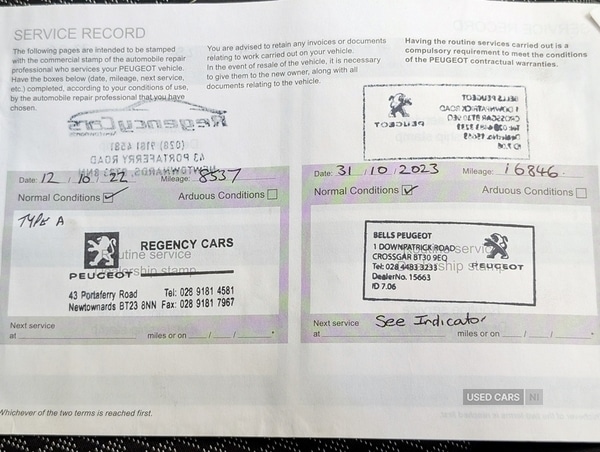 SERVICE RECORD
The following pages are intended to be stamped
with the commercial stamp of the automobile repair
professional who services your PEUGEOT vehicle.
Have the boxes below (date, mileage, next service,
etc.) completed, according to your conditions of use,
by the automobile repair professional that you have
chosen.
You are advised to retain any invoices or documents
relating to work carried out on your vehicle.
In the event of resale of the vehicle, it is necessary
to give them to the new owner, along with all
documents relating to the vehicle.
Having the routine services carried out is a
compulsory requirement to meet the conditions
of the PEUGEOT contractual warranties.
Date: 12 / 10 / 22 Mileage: 8537
Normal Conditions Arduous Conditions
TYPE A
REGENCY CARS
PEUGEOT
Routine service
dealership stamp
43 Portaferry Road Tel: 028 9181 4581
Newtownards BT23 8NN Fax: 028 9181 7967
Next service
at miles or on / / *
Date: 31 / 10 / 2023 Mileage: 16846
Normal Conditions Arduous Conditions
BELLS PEUGEOT
1 DOWNPATRICK ROAD
CROSSGAR BT30 9EQ
Tel: 028 4483 3233
DealerNo. 15663
ID 7.06
PEUGEOT
Next service See Indicator
at miles or on / / *
Whichever of the two terms is reached first.
USED CARS NI